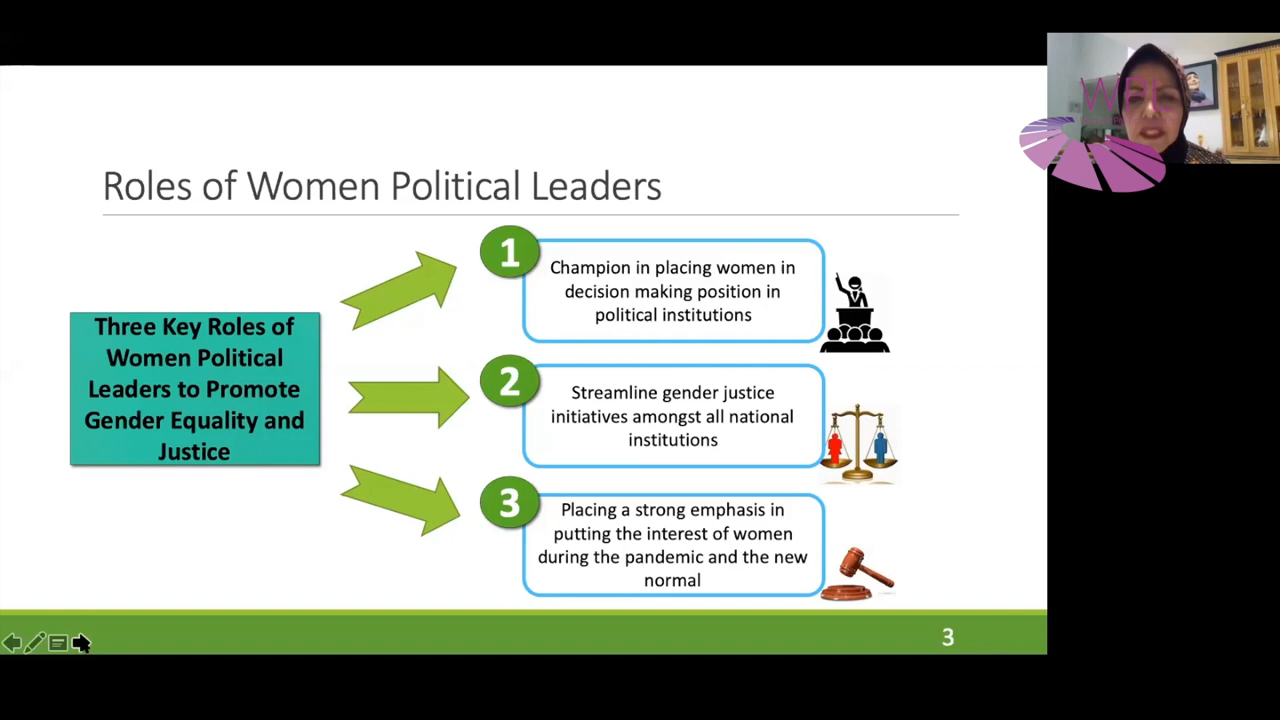 WPL
Roles of Women Political Leaders
1
Champion in placing women in
decision making position in
political institutions
Three Key Roles of
Women Political
Leaders to Promote
Gender Equality and
Justice
2
Streamline gender justice
initiatives amongst all national
institutions
3
Placing a strong emphasis in
putting the interest of women
during the pandemic and the new
normal
3